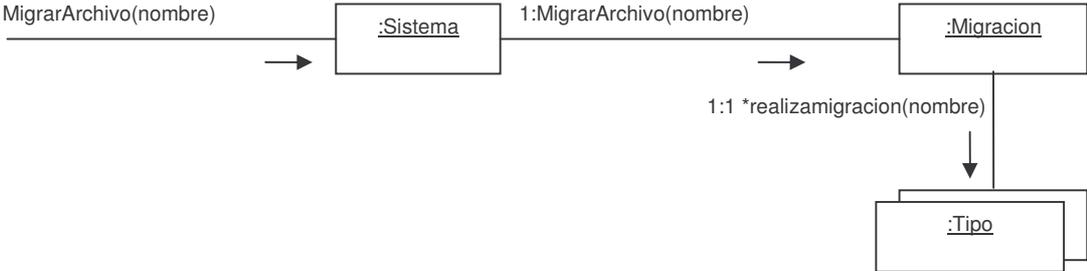 MigrarArchivo(nombre)
:Sistema
1:MigrarArchivo(nombre)
:Migracion
1:1 *realizamigracion(nombre)
:Tipo